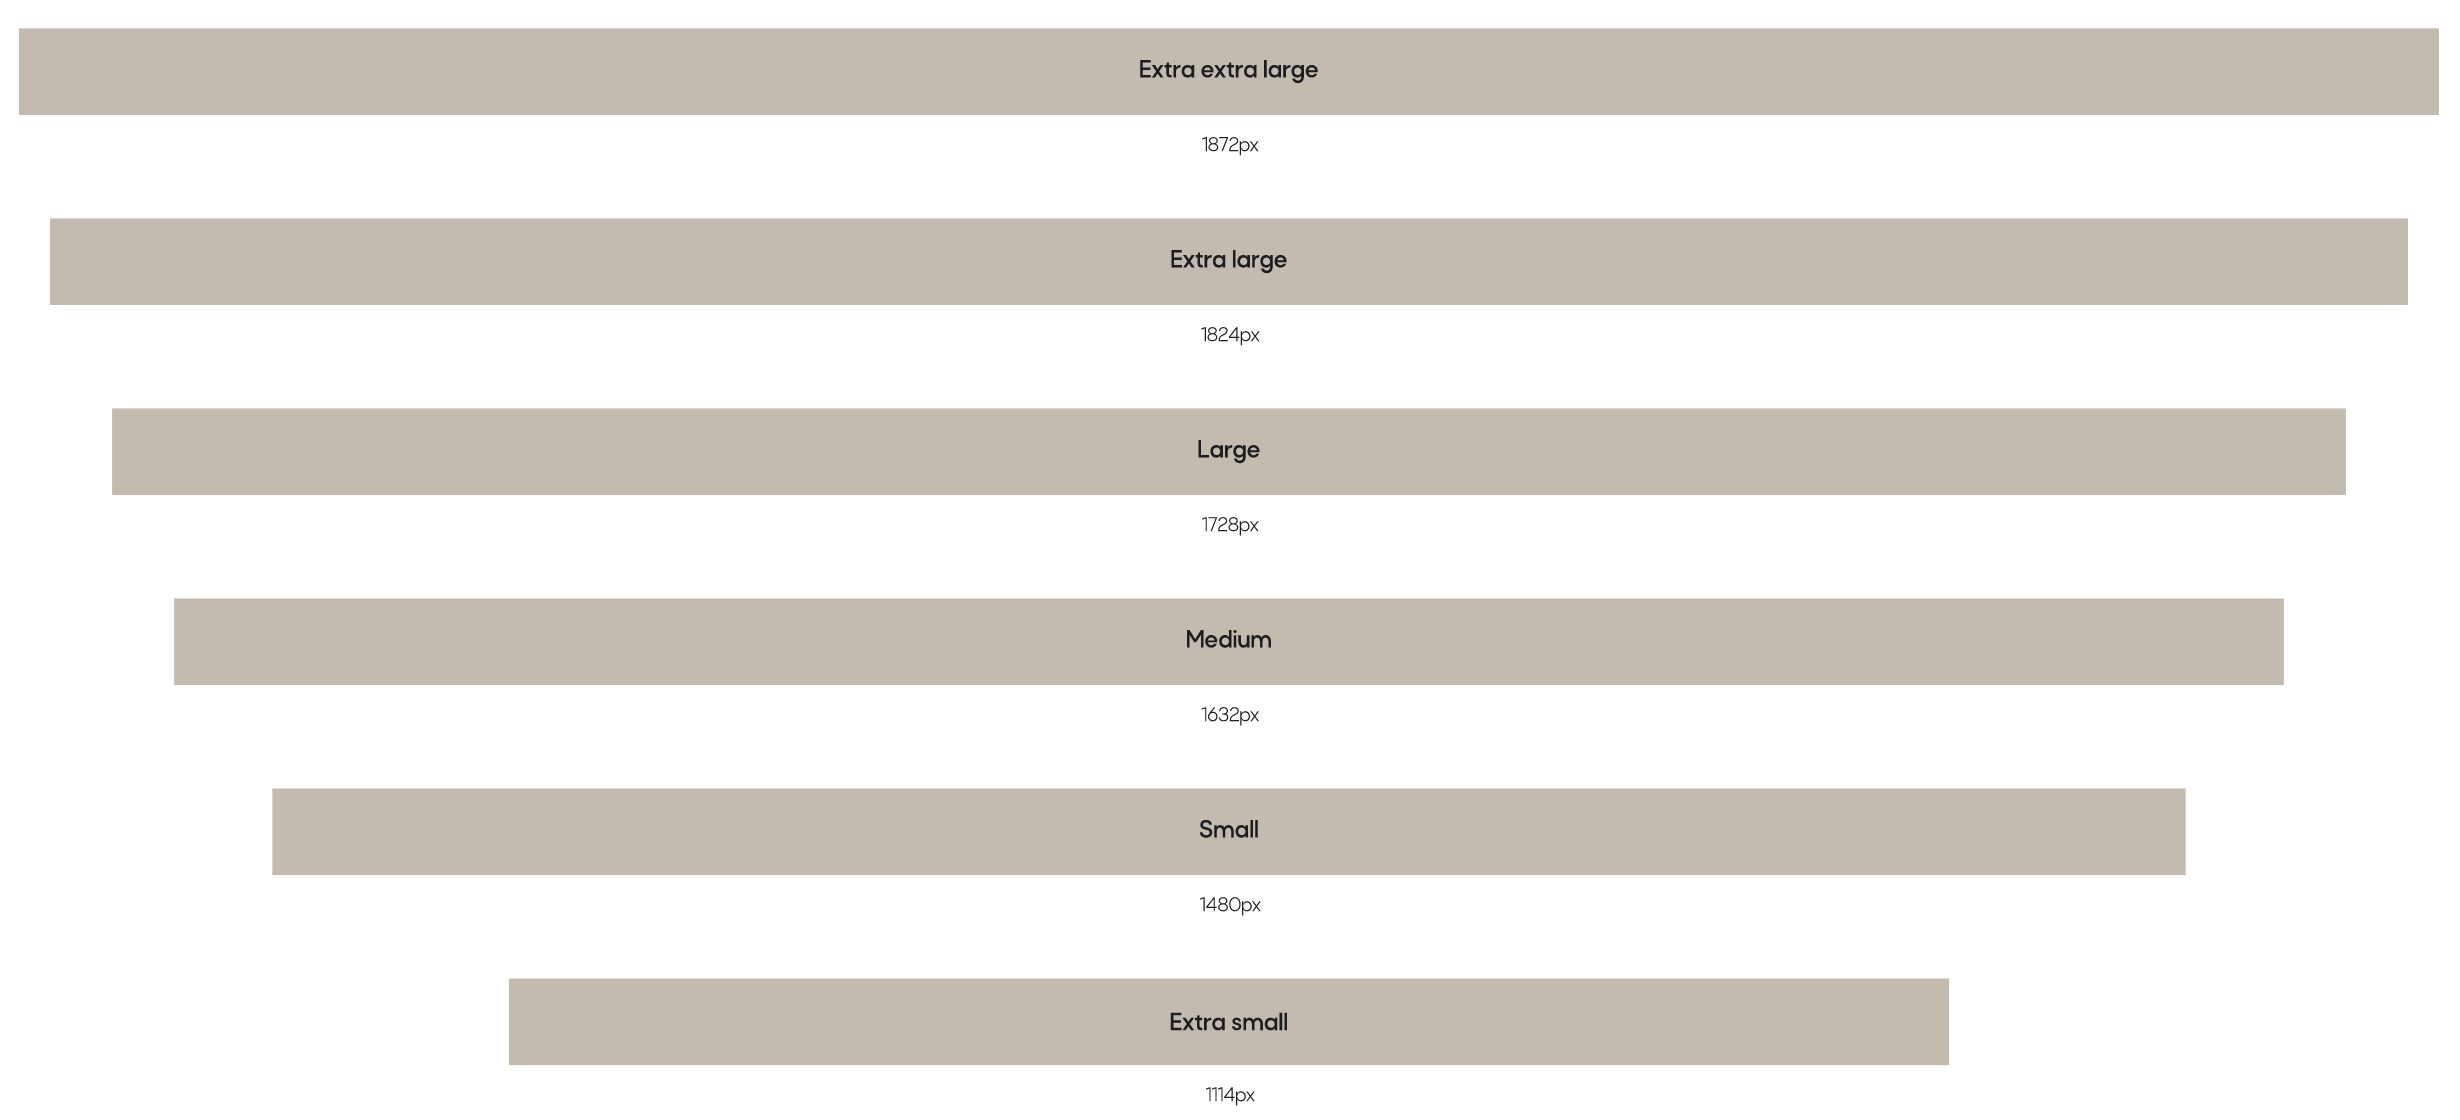 Extra extra large
1872px
Extra large
1824px
Large
1728px
Medium
1632px
Small
1480px
Extra small
1114px